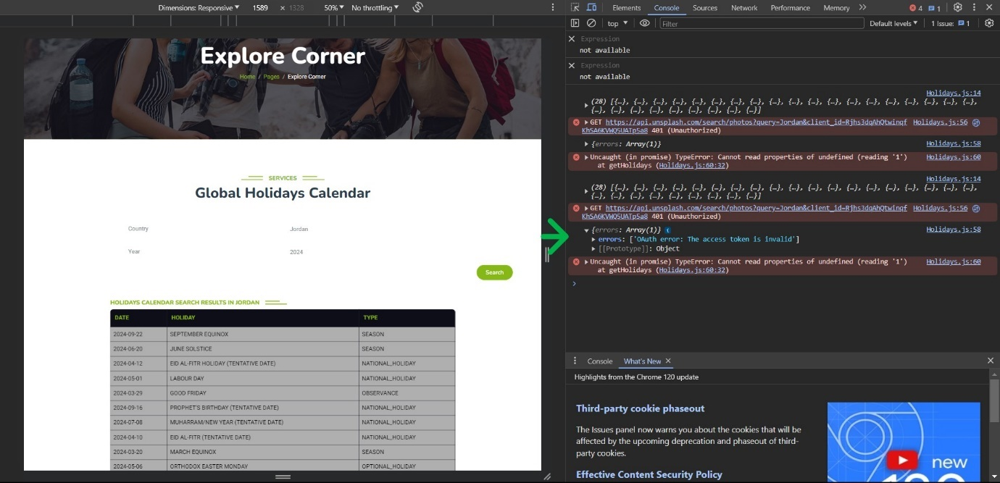 Dimensions: Responsive ▼ 1589 × 1328 50% ▼ No throttling ▼
Elements Console Sources Network Performance Memory 4 1
top ▼ Filter Default levels ▼ 1 Issue: 1
Explore Corner
Home / Pages / Explore Corner
SERVICES
Global Holidays Calendar
Country Jordan
Year 2024
Search
HOLIDAYS CALENDAR SEARCH RESULTS IN JORDAN
DATE HOLIDAY TYPE
2024-09-22 SEPTEMBER EQUINOX SEASON
2024-06-20 JUNE SOLSTICE SEASON
2024-04-12 EID AL-FITR HOLIDAY (TENTATIVE DATE) NATIONAL_HOLIDAY
2024-05-01 LABOUR DAY NATIONAL_HOLIDAY
2024-03-29 GOOD FRIDAY OBSERVANCE
2024-09-16 PROPHET'S BIRTHDAY (TENTATIVE DATE) NATIONAL_HOLIDAY
2024-07-08 MUHARRAM/NEW YEAR (TENTATIVE DATE) NATIONAL_HOLIDAY
2024-04-10 EID AL-FITR (TENTATIVE DATE) NATIONAL_HOLIDAY
2024-03-20 MARCH EQUINOX SEASON
2024-05-06 ORTHODOX EASTER MONDAY OPTIONAL_HOLIDAY
Expression
not available
Expression
not available
Holidays.js:14
(28) [{…}, {…}, {…}, {…}, {…}, {…}, {…}, {…}, {…}, {…}, {…}, {…}, {…}, {…}, {…}, {…}, {…}, {…}, {…},
{…}, {…}, {…}, {…}, {…}, {…}, {…}, {…}, {…}]
GET https://api.unsplash.com/search/photos?query=Jordan&client_id=Rjhs3dqAhQtwinqf Holidays.js:56
KhSA6KVWQ5UATp5a8 401 (Unauthorized)
{errors: Array(1)} Holidays.js:58
Uncaught (in promise) TypeError: Cannot read properties of undefined (reading '1') Holidays.js:60
at getHolidays (Holidays.js:60:32)
Holidays.js:14
(28) [{…}, {…}, {…}, {…}, {…}, {…}, {…}, {…}, {…}, {…}, {…}, {…}, {…}, {…}, {…}, {…}, {…}, {…}, {…},
{…}, {…}, {…}, {…}, {…}, {…}, {…}, {…}, {…}]
GET https://api.unsplash.com/search/photos?query=Jordan&client_id=Rjhs3dqAhQtwinqf Holidays.js:56
KhSA6KVWQ5UATp5a8 401 (Unauthorized)
{errors: Array(1)} i Holidays.js:58
errors: ['OAuth error: The access token is invalid']
[[Prototype]]: Object
Uncaught (in promise) TypeError: Cannot read properties of undefined (reading '1') Holidays.js:60
at getHolidays (Holidays.js:60:32)
Console What's New
Highlights from the Chrome 120 update
Third-party cookie phaseout
The Issues panel now warns you about the cookies that will be
affected by the upcoming deprecation and phaseout of third-
party cookies.
Effective Content Security Policy
new